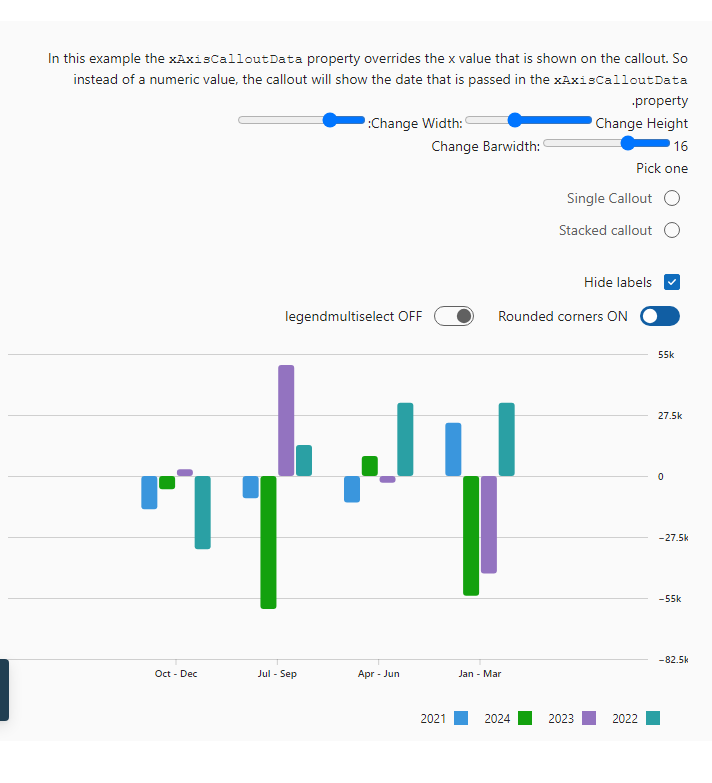 In this example the xAxisCalloutData property overrides the x value that is shown on the callout. So
instead of a numeric value, the callout will show the date that is passed in the xAxisCalloutData
.property
:Change Width: Change Height
Change Barwidth: 16
Pick one
Single Callout
Stacked callout
Hide labels
legendmultiselect OFF Rounded corners ON
55k
27.5k
0
−27.5k
−55k
−82.5k
Oct - Dec Jul - Sep Apr - Jun Jan - Mar
2021 2024 2023 2022